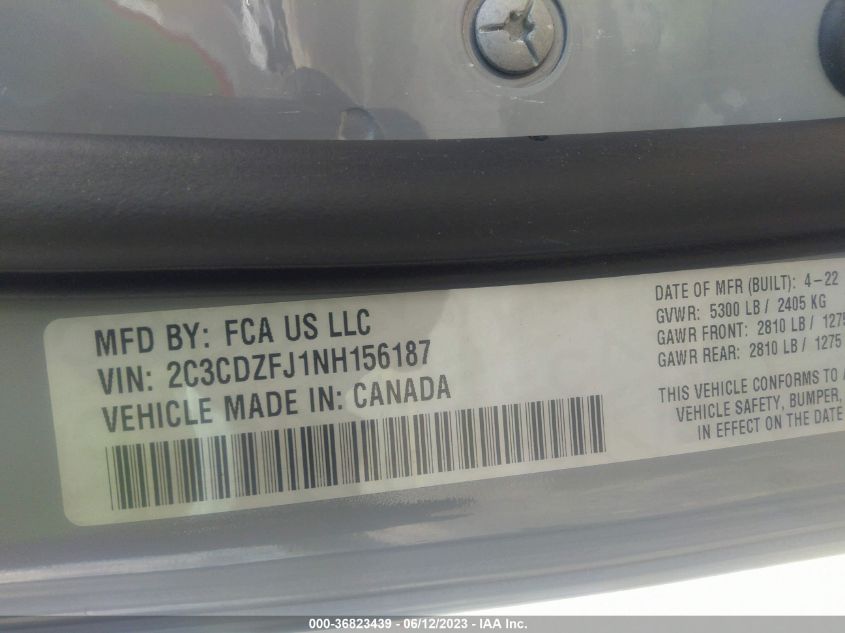 MFD BY: FCA US LLC
VIN: 2C3CDZFJ1NH156187
VEHICLE MADE IN: CANADA
DATE OF MFR (BUILT): 4-22
GVWR: 5300 LB / 2405 KG
GAWR FRONT: 2810 LB / 1275
GAWR REAR: 2810 LB / 1275
THIS VEHICLE CONFORMS TO A
VEHICLE SAFETY, BUMPER,
IN EFFECT ON THE DATE
000-36823439 - 06/12/2023 - IAA Inc.